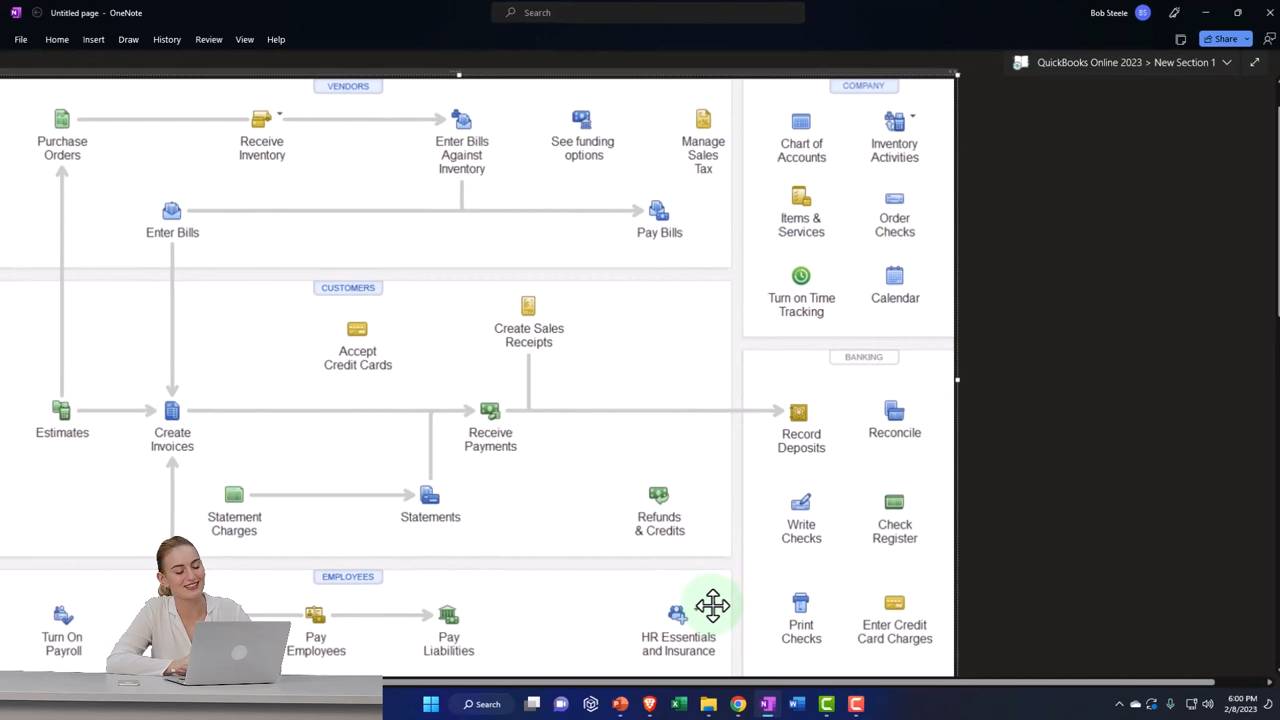 Untitled page - OneNote
Search
Bob Steele
BS
File
Home
Insert
Draw
History
Review
View
Help
Share
QuickBooks Online 2023 > New Section 1
VENDORS
COMPANY
Purchase
Orders
Receive
Inventory
Enter Bills
Against
Inventory
See funding
options
Manage
Sales
Tax
Chart of
Accounts
Inventory
Activities
Enter Bills
Pay Bills
Items &
Services
Order
Checks
Turn on Time
Tracking
Calendar
CUSTOMERS
Accept
Credit Cards
Create Sales
Receipts
BANKING
Estimates
Create
Invoices
Receive
Payments
Record
Deposits
Reconcile
Statement
Charges
Statements
Refunds
& Credits
Write
Checks
Check
Register
EMPLOYEES
Turn On
Payroll
Pay
Employees
Pay
Liabilities
HR Essentials
and Insurance
Print
Checks
Enter Credit
Card Charges
Search
6:00 PM
2/8/2023